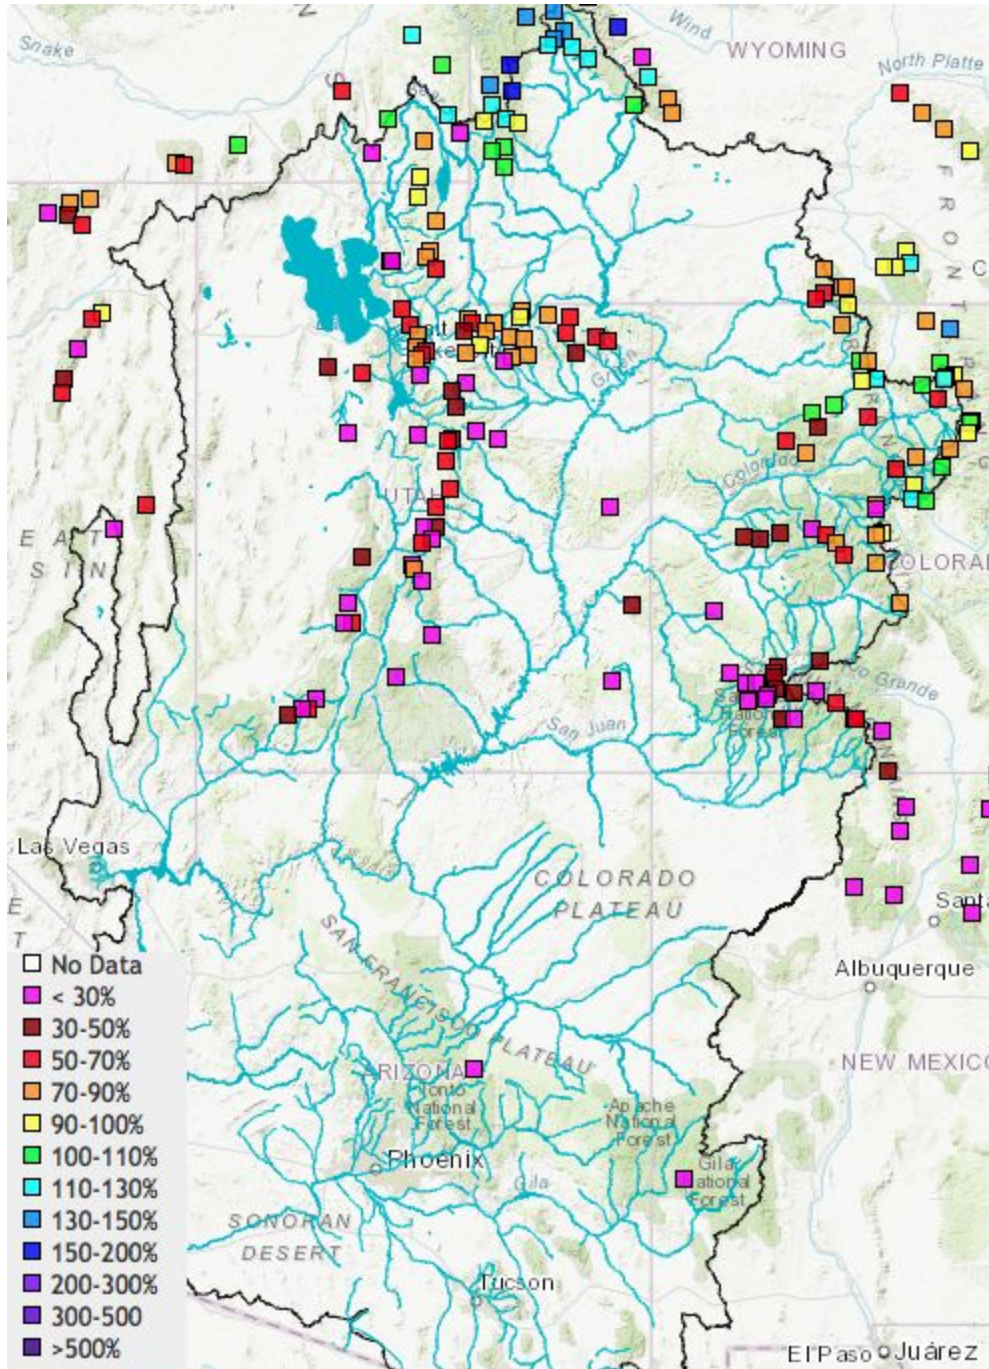 Snake
Wind
WYOMING
North Platte
S
N
FRONT
C
R
Green
UTAH
Colorado
COLORA
E A T
S I N
Rio Grande
San Juan
Las Vegas
COLORADO
PLATEAU
E
T
SAN FRANCISCO PLATEAU
Santa
Albuquerque
ARIZONA
Tonto
National
Forest
Apache
National
Forest
NEW MEXICO
Phoenix
Gila
National
Forest
Gila
SONORAN
DESERT
Tucson
El Paso
Juárez
No Data
< 30%
30-50%
50-70%
70-90%
90-100%
100-110%
110-130%
130-150%
150-200%
200-300%
300-500
>500%